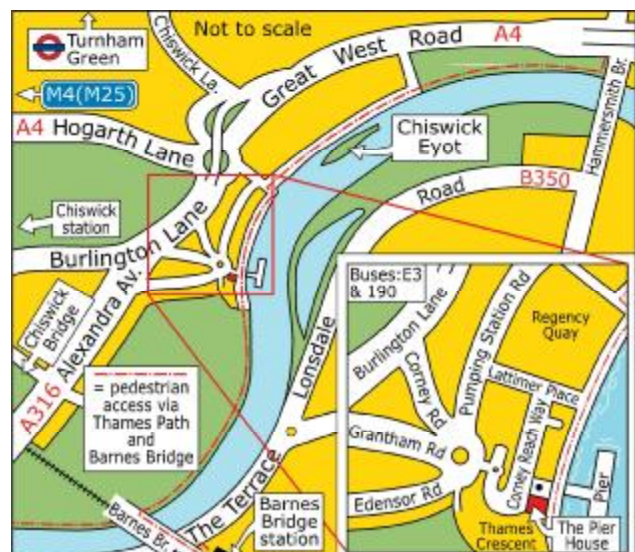 Turnham
Green
Not to scale
Chiswick La.
Great West Road A4
M4(M25)
A4 Hogarth Lane
Hammersmith Br.
Chiswick
Eyot
B350
Chiswick
station
Burlington Lane
Road
Lonsdale
Chiswick
Bridge
A316 Alexandra Av.
= pedestrian
access via
Thames Path
and
Barnes Bridge
The Terrace
Barnes Br.
Barnes
Bridge
station
Buses:E3
& 190
Burlington Lane
Corney Rd
Pumping Station Rd
Regency
Quay
Lattimer Place
Grantham Rd
Coney Reach Way
Edensor Rd
Pier
Thames
Crescent
The Pier
House